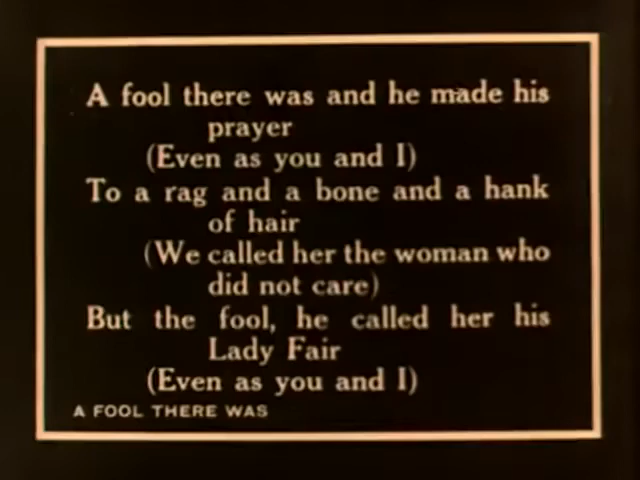 A fool there was and he made his
prayer
(Even as you and I)
To a rag and a bone and a hank
of hair
(We called her the woman who
did not care)
But the fool, he called her his
Lady Fair
(Even as you and I)
A FOOL THERE WAS